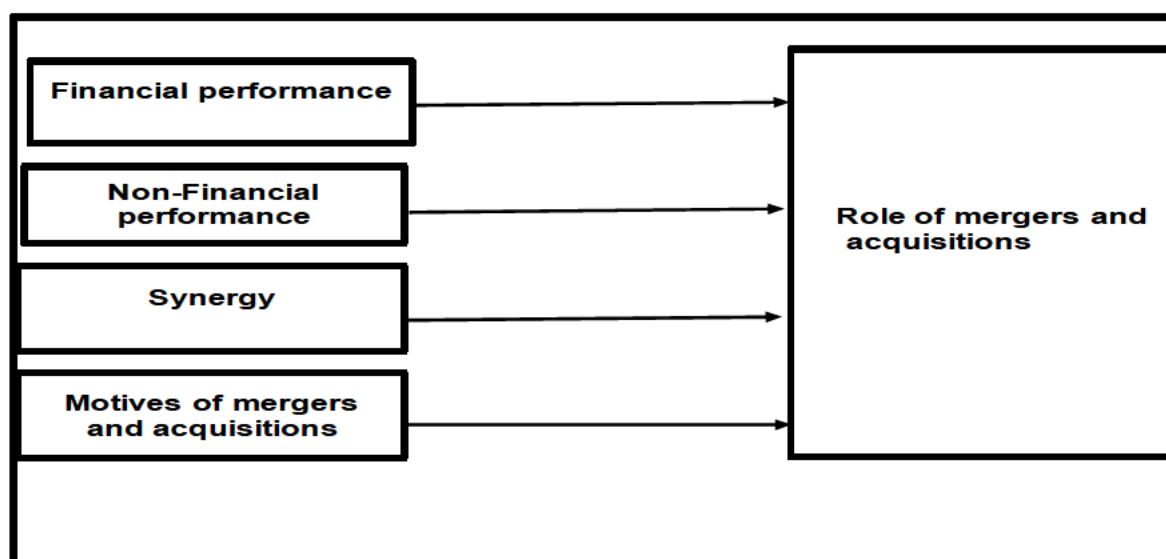 Financial performance
Non-Financial
performance
Synergy
Motives of mergers
and acquisitions
Role of mergers and
acquisitions